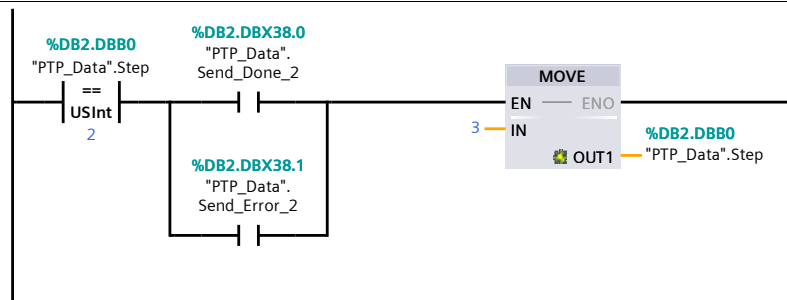 %DB2.DBB0
"PTP_Data".Step
==
USInt
2
%DB2.DBX38.0
"PTP_Data".
Send_Done_2
%DB2.DBX38.1
"PTP_Data".
Send_Error_2
MOVE
EN
ENO
3
IN
OUT1
%DB2.DBB0
"PTP_Data".Step